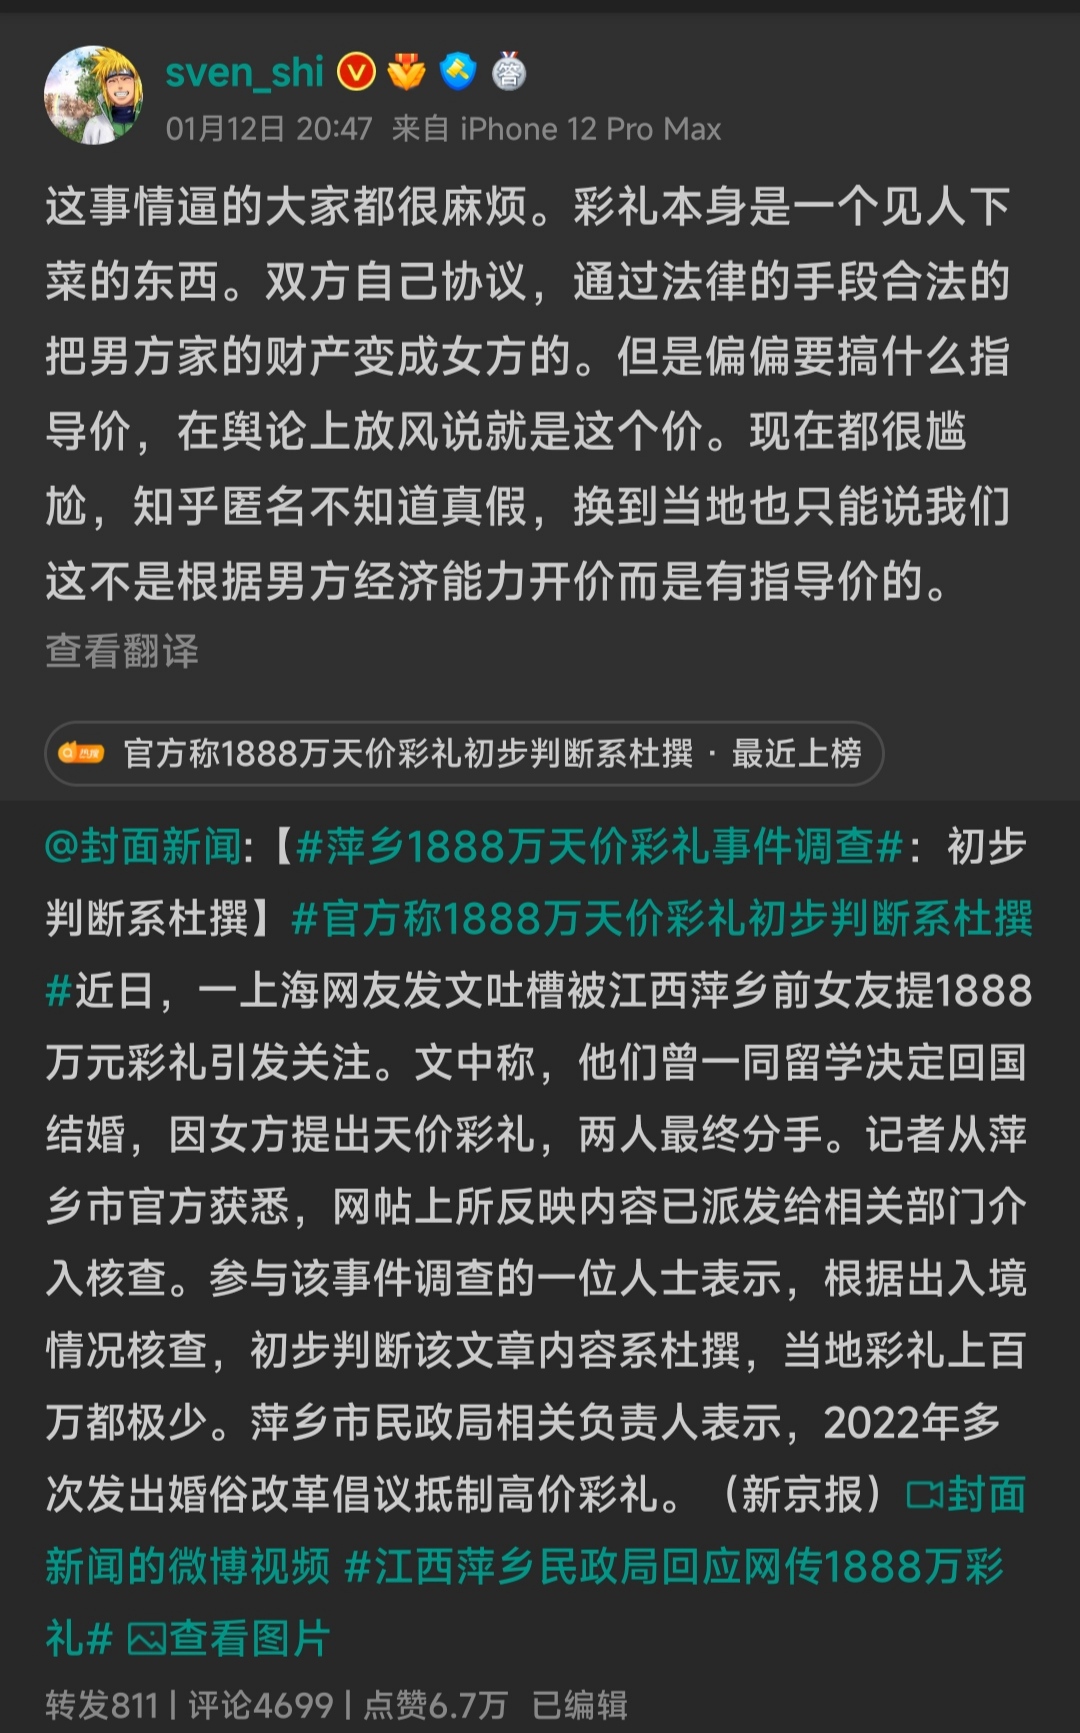 sven_shi
01月12日 20:47 来自 iPhone 12 Pro Max
这事情逼的大家都很麻烦。彩礼本身是一个见人下
菜的东西。双方自己协议，通过法律的手段合法的
把男方家的财产变成女方的。但是偏偏要搞什么指
导价，在舆论上放风说就是这个价。现在都很尴
尬，知乎匿名不知道真假，换到当地也只能说我们
这不是根据男方经济能力开价而是有指导价的。
查看翻译
热搜 官方称1888万天价彩礼初步判断系杜撰 · 最近上榜
@封面新闻:【#萍乡1888万天价彩礼事件调查#：初步
判断系杜撰】#官方称1888万天价彩礼初步判断系杜撰
#近日，一上海网友发文吐槽被江西萍乡前女友提1888
万元彩礼引发关注。文中称，他们曾一同留学决定回国
结婚，因女方提出天价彩礼，两人最终分手。记者从萍
乡市官方获悉，网帖上所反映内容已派发给相关部门介
入核查。参与该事件调查的一位人士表示，根据出入境
情况核查，初步判断该文章内容系杜撰，当地彩礼上百
万都极少。萍乡市民政局相关负责人表示，2022年多
次发出婚俗改革倡议抵制高价彩礼。（新京报）封面
新闻的微博视频 #江西萍乡民政局回应网传1888万彩
礼# 查看图片
转发811 | 评论4699 | 点赞6.7万 已编辑